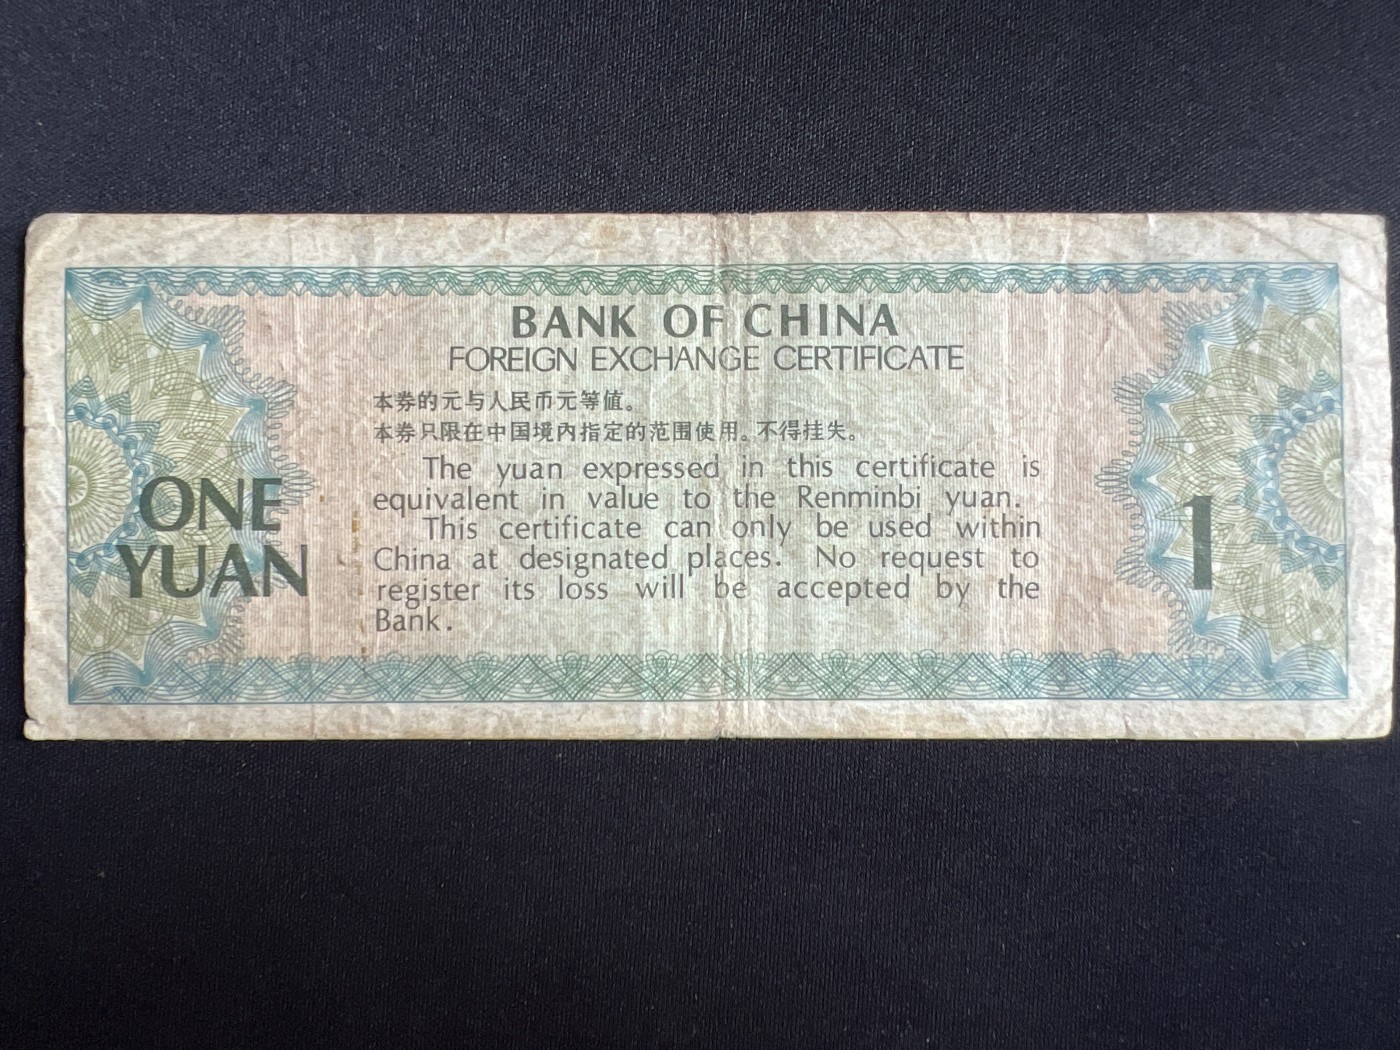 BANK OF CHINA
FOREIGN EXCHANGE CERTIFICATE
本券的元与人民币元等值。
本券只限在中国境内指定的范围使用。不得挂失。
The yuan expressed in this certificate is
equivalent in value to the Renminbi yuan.
This certificate can only be used within
China at designated places. No request to
register its loss will be accepted by the
Bank.
ONE
YUAN
1